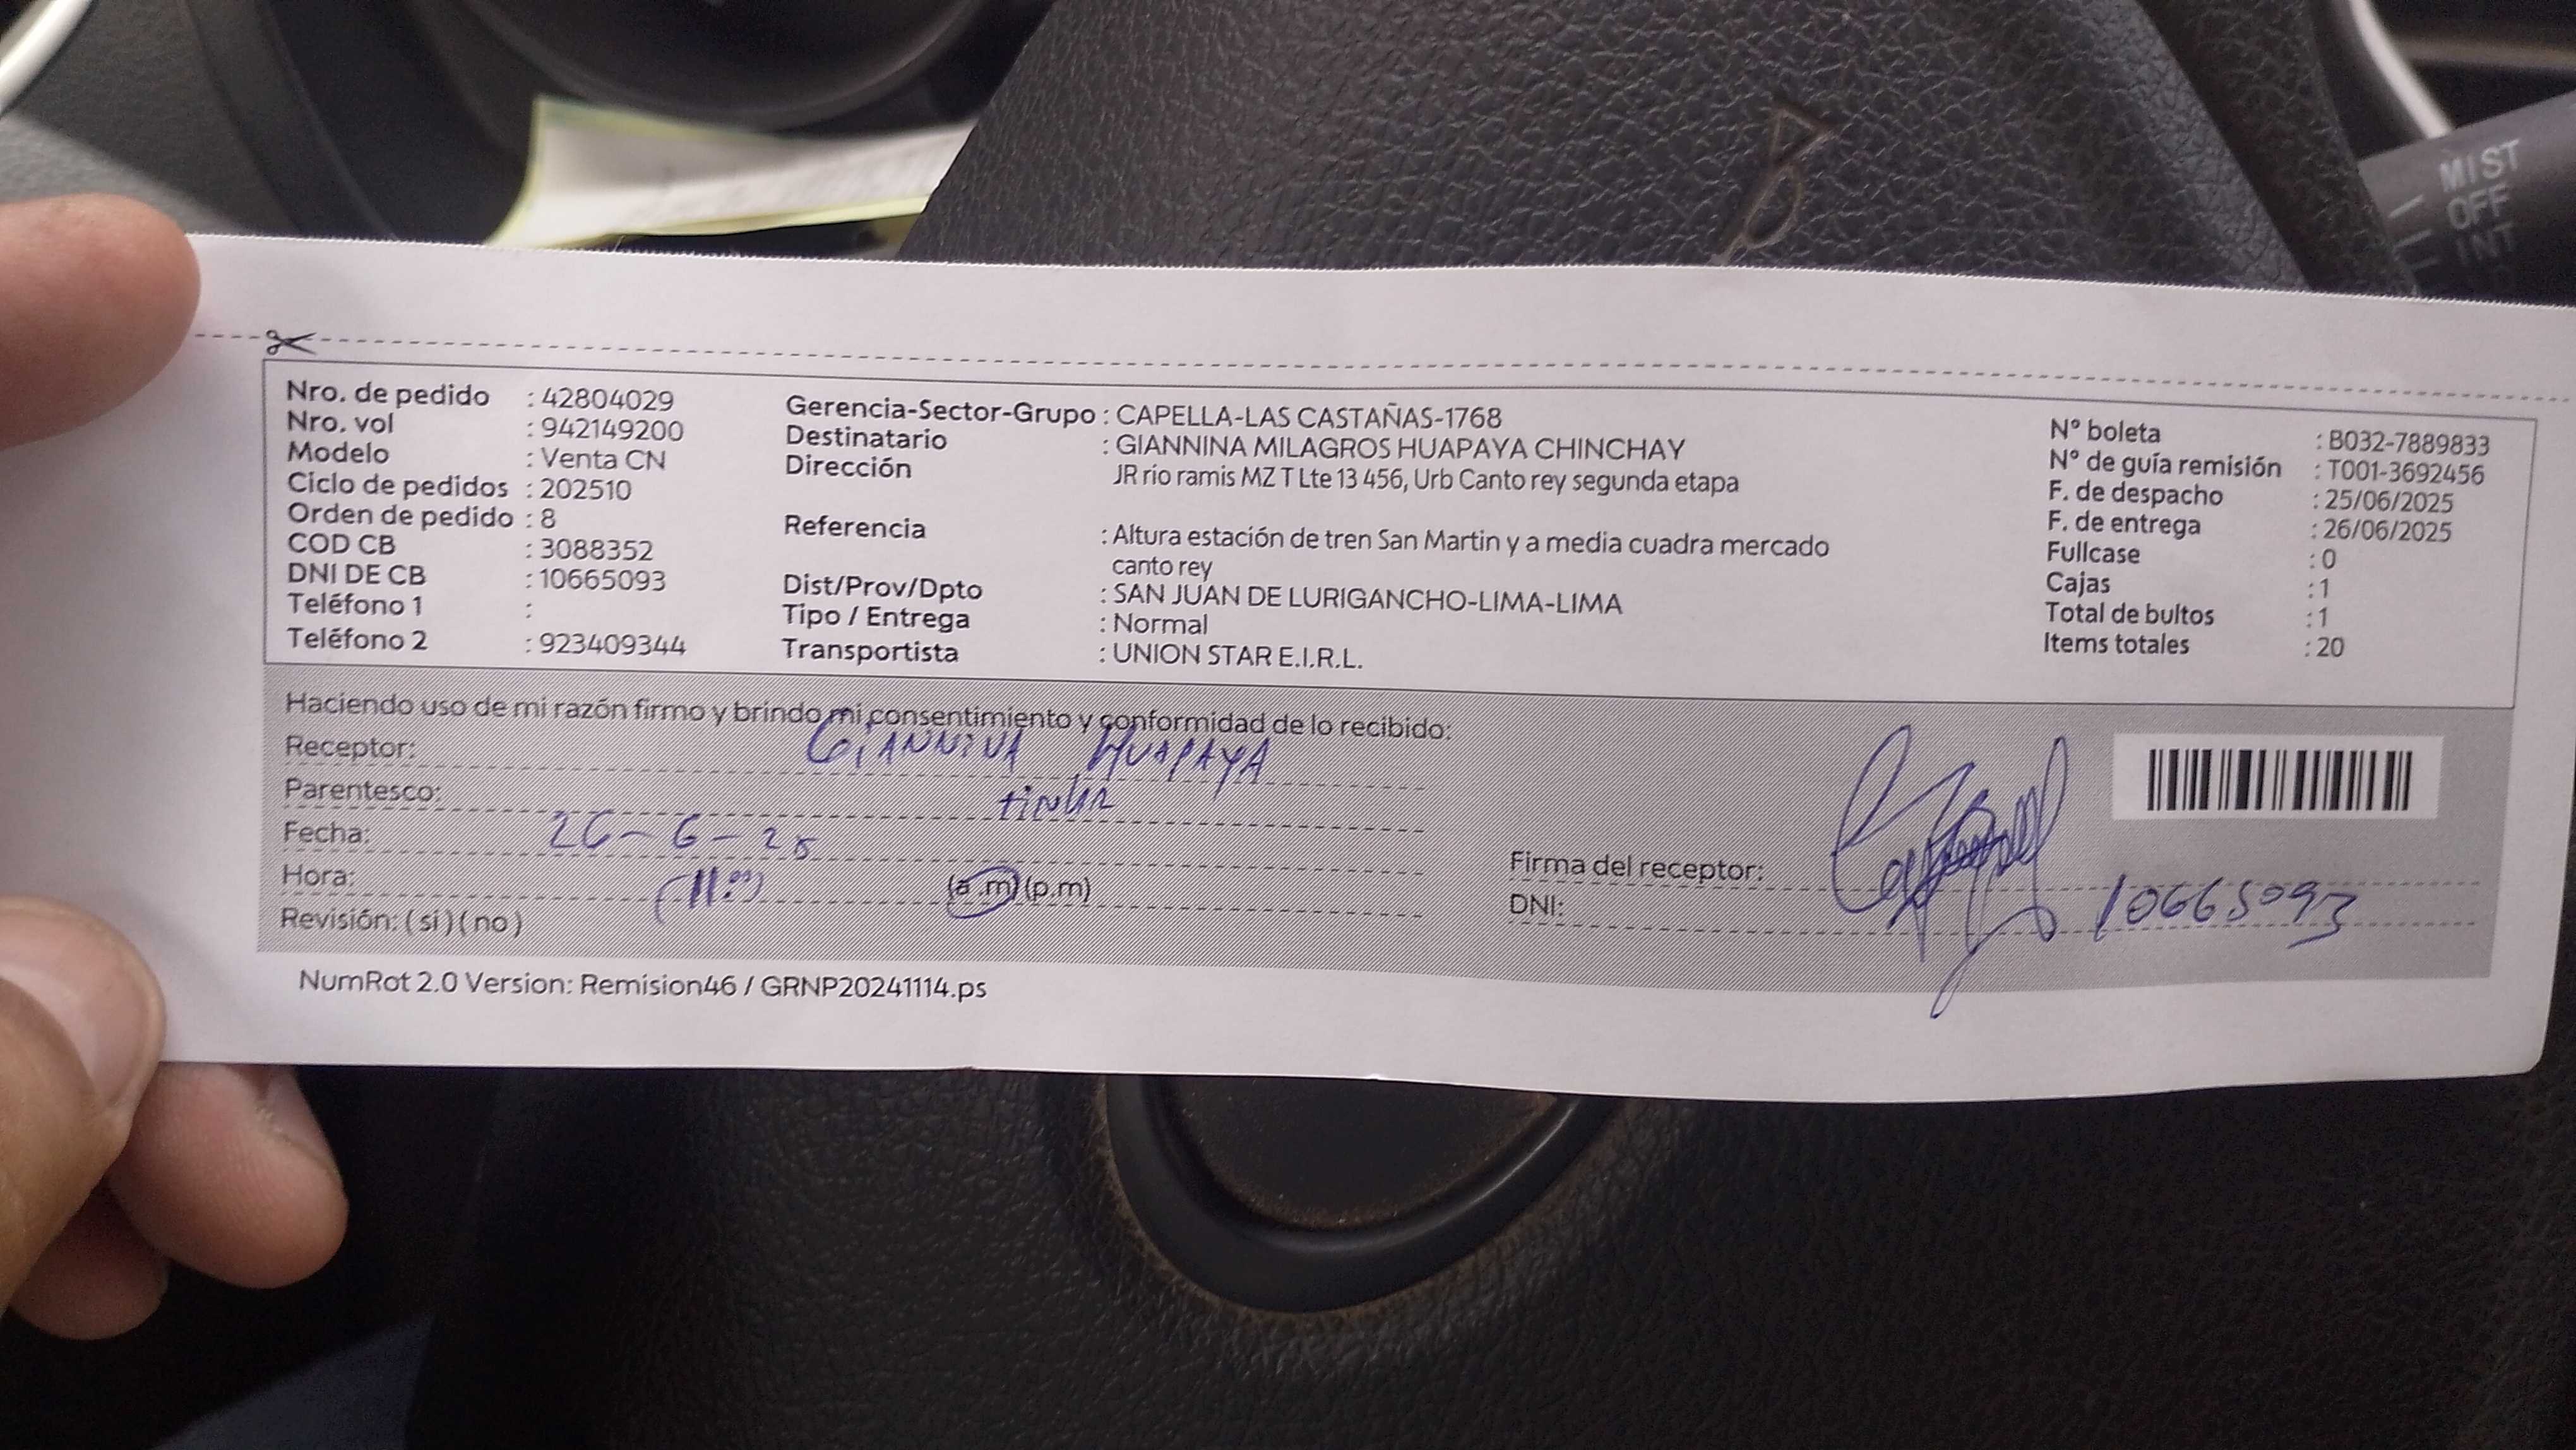 MIST
OFF
INT
Nro. de pedido : 42804029
Nro. vol : 942149200
Modelo : Venta CN
Ciclo de pedidos : 202510
Orden de pedido : 8
COD CB : 3088352
DNI DE CB : 10665093
Teléfono 1 :
Teléfono 2 : 923409344
Gerencia-Sector-Grupo : CAPELLA-LAS CASTAÑAS-1768
Destinatario : GIANNINA MILAGROS HUAPAYA CHINCHAY
Dirección JR rio ramis MZ T Lte 13 456, Urb Canto rey segunda etapa
Referencia : Altura estación de tren San Martin y a media cuadra mercado
canto rey
Dist/Prov/Dpto : SAN JUAN DE LURIGANCHO-LIMA-LIMA
Tipo / Entrega : Normal
Transportista : UNION STAR E.I.R.L.
N° boleta : B032-7889833
N° de guía remisión : T001-3692456
F. de despacho : 25/06/2025
F. de entrega : 26/06/2025
Fullcase : 0
Cajas : 1
Total de bultos : 1
Items totales : 20
Haciendo uso de mi razón firmo y brindo mi consentimiento y conformidad de lo recibido:
Receptor: GiANNiNA HUAPAYA
Parentesco:
Fecha: 26-6-25
Hora: (11:00) (a .m) (p.m)
Revisión: ( si ) ( no )
Firma del receptor:
DNI: 10665093
NumRot 2.0 Version: Remision46 / GRNP20241114.ps